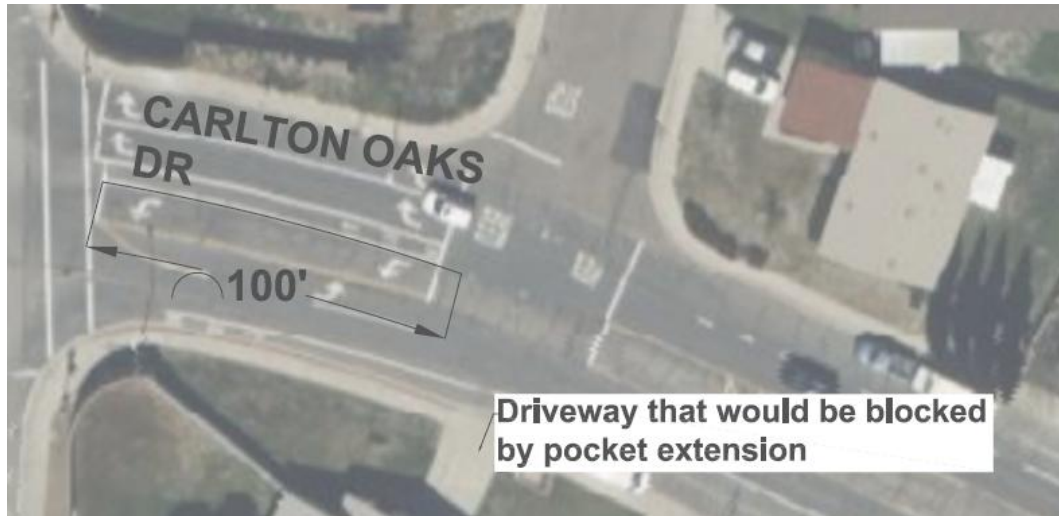 CARLTON OAKS
DR
100'
Driveway that would be blocked
by pocket extension